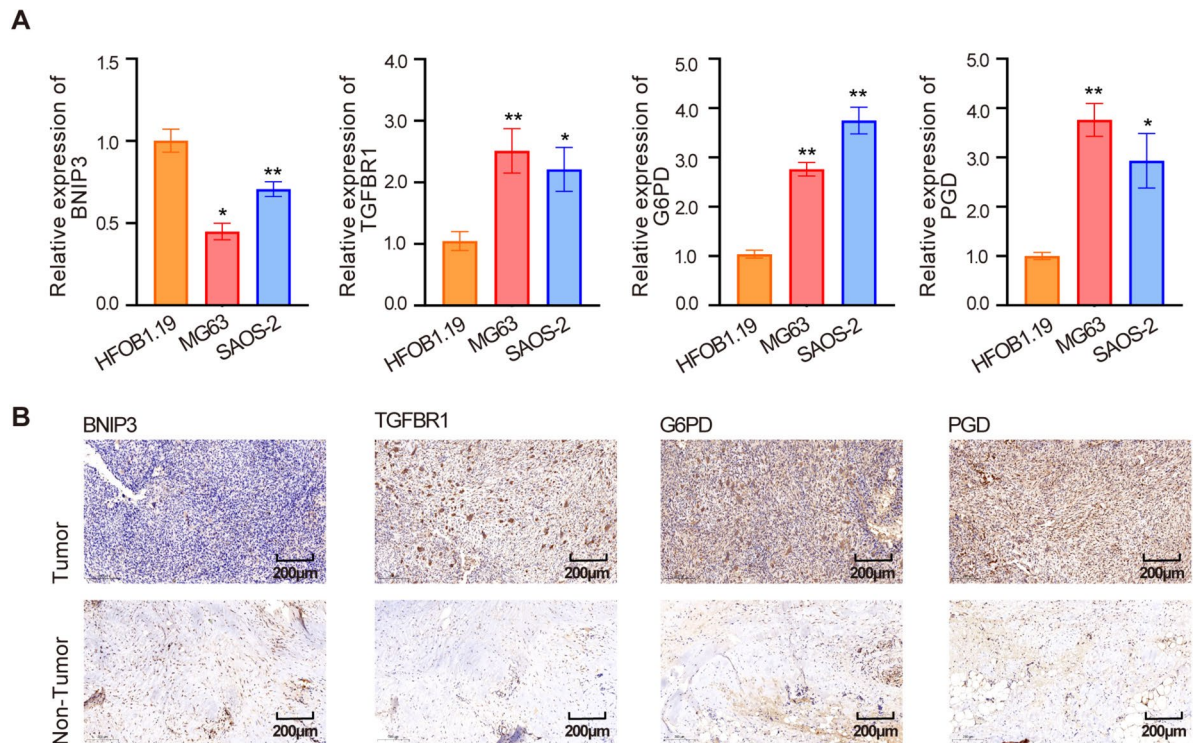 A
Relative expression of
BNIP3
1.5
1.0
0.5
0.0
*
**
HFOB1.19
MG63
SAOS-2
Relative expression of
TGFBR1
4.0
3.0
2.0
1.0
0.0
**
*
HFOB1.19
MG63
SAOS-2
Relative expression of
G6PD
5.0
4.0
3.0
2.0
1.0
0.0
**
**
HFOB1.19
MG63
SAOS-2
Relative expression of
PGD
5.0
4.0
3.0
2.0
1.0
0.0
**
*
HFOB1.19
MG63
SAOS-2
B
BNIP3
TGFBR1
G6PD
PGD
Tumor
200μm
200μm
200μm
200μm
Non-Tumor
200μm
200μm
200μm
200μm